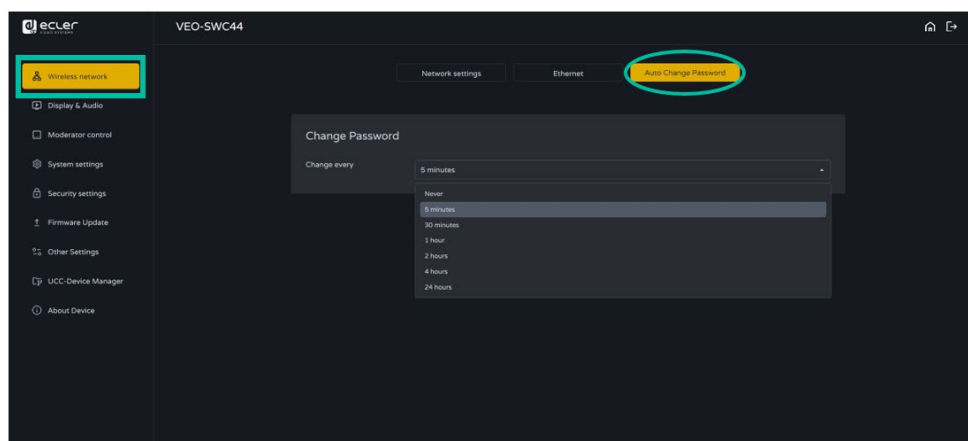 ecler
VIDEO SYSTEMS
VEO-SWC44
Wireless network
Display & Audio
Moderator control
System settings
Security settings
Firmware Update
Other Settings
UCC-Device Manager
About Device
Network settings
Ethernet
Auto Change Password
Change Password
Change every
5 minutes
Never
5 minutes
30 minutes
1 hour
2 hours
4 hours
24 hours